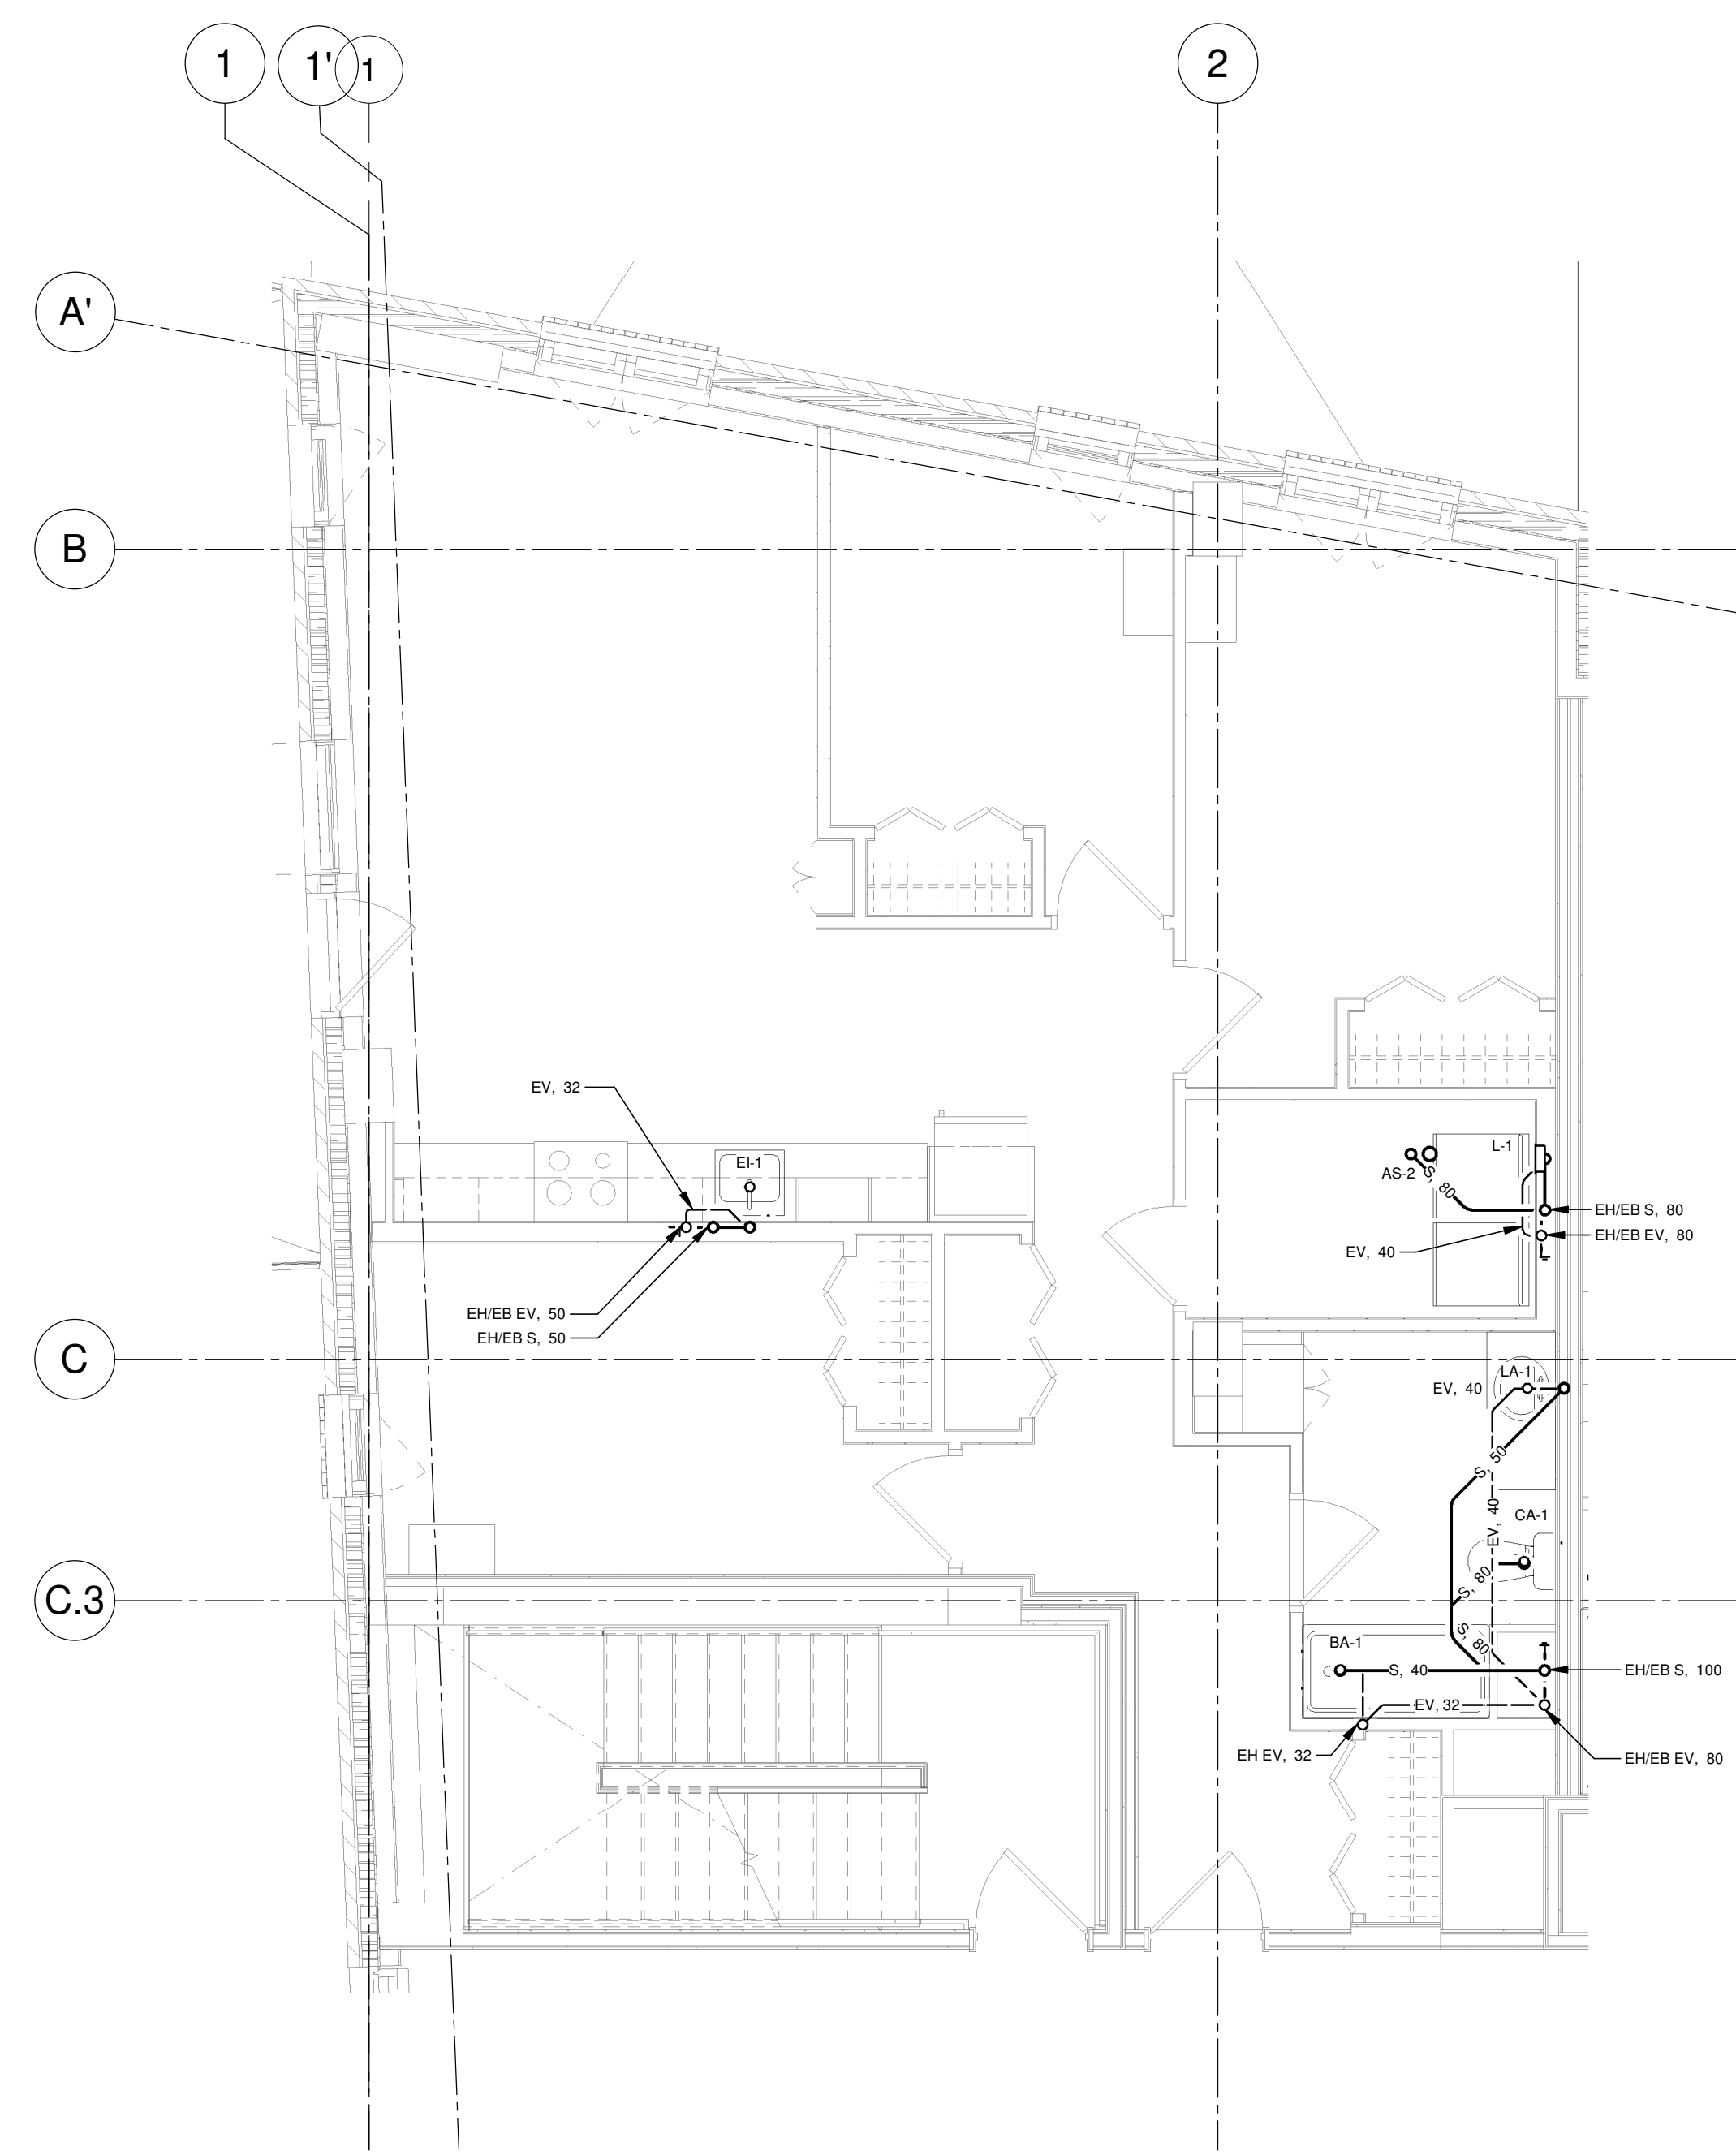 1
1'
1
2
A'
B
EV, 32
EI-1
L-1
AS-2
S, 80
EH/EB S, 80
EH/EB EV, 80
EV, 40
EH/EB EV, 50
EH/EB S, 50
C
LA-1
EV, 40
S, 50
EV, 40
CA-1
S, 80
C.3
S, 80
BA-1
S, 40
EH/EB S, 100
EV, 32
EH EV, 32
EH/EB EV, 80